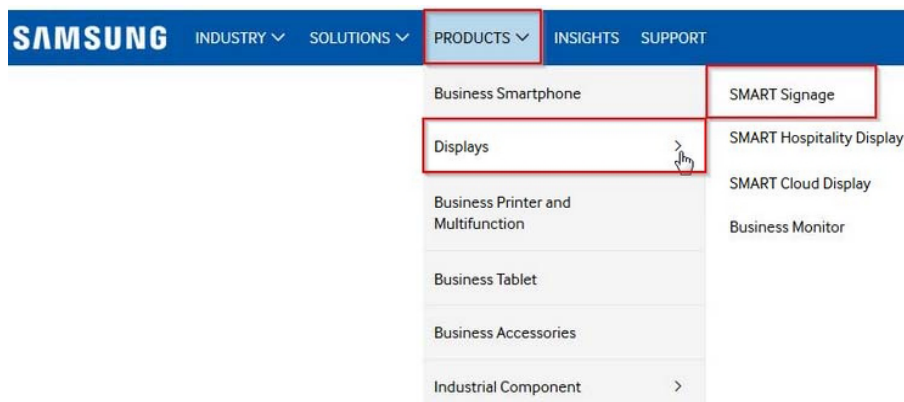 SAMSUNG INDUSTRY SOLUTIONS PRODUCTS INSIGHTS SUPPORT
Business Smartphone
Displays
Business Printer and
Multifunction
Business Tablet
Business Accessories
Industrial Component
SMART Signage
SMART Hospitality Display
SMART Cloud Display
Business Monitor